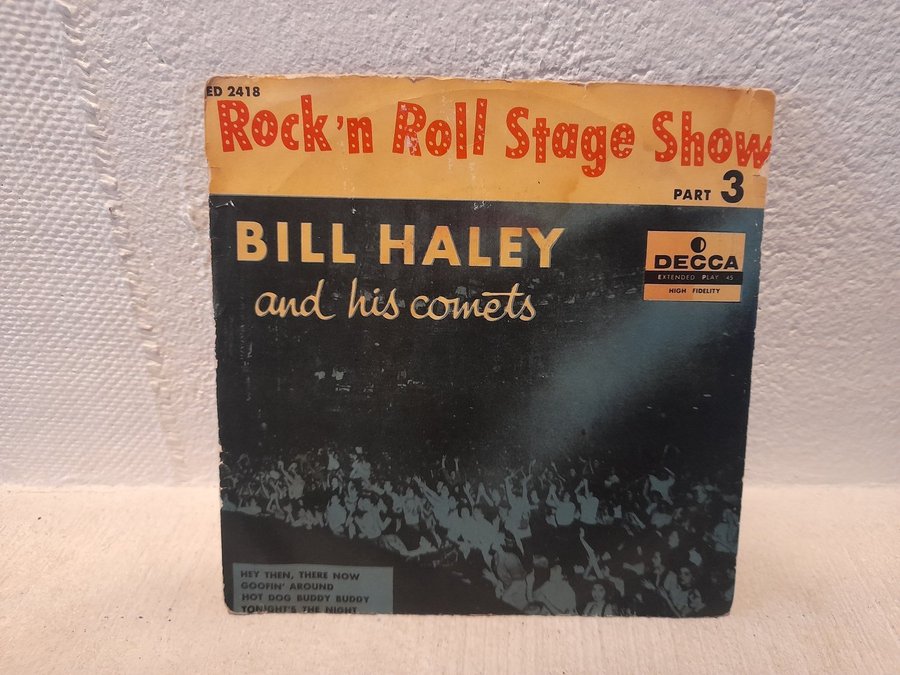 ED 2418
Rock'n Roll Stage Show
PART 3
BILL HALEY
and his comets
DECCA
EXTENDED PLAY 45
HIGH FIDELITY
HEY THEN, THERE NOW
GOOFIN' AROUND
HOT DOG BUDDY BUDDY
TONIGHT'S THE NIGHT